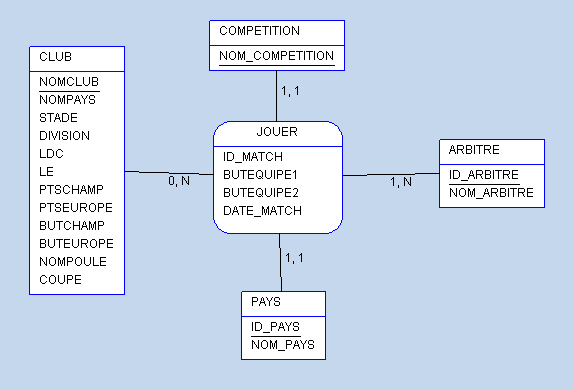 COMPETITION
NOM_COMPETITION
CLUB
NOMCLUB
NOMPAYS
STADE
DIVISION
LDC
LE
PTSCHAMP
PTSEUROPE
BUTCHAMP
BUTEUROPE
NOMPOULE
COUPE
1, 1
JOUER
ID_MATCH
BUTEQUIPE1
BUTEQUIPE2
DATE_MATCH
0, N
1, N
ARBITRE
ID_ARBITRE
NOM_ARBITRE
1, 1
PAYS
ID_PAYS
NOM_PAYS